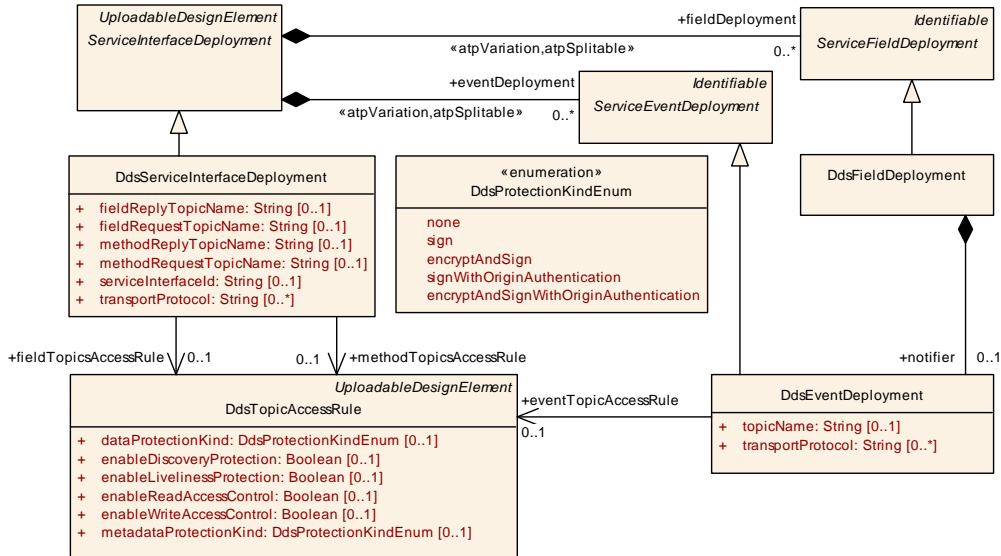 UploadableDesignElement
ServiceInterfaceDeployment
+fieldDeployment
«atpVariation,atpSplitable»
0..*
Identifiable
ServiceFieldDeployment
+eventDeployment
«atpVariation,atpSplitable»
0..*
Identifiable
ServiceEventDeployment
DdsServiceInterfaceDeployment
+ fieldReplyTopicName: String [0..1]
+ fieldRequestTopicName: String [0..1]
+ methodReplyTopicName: String [0..1]
+ methodRequestTopicName: String [0..1]
+ serviceInterfaceId: String [0..1]
+ transportProtocol: String [0..*]
«enumeration»
DdsProtectionKindEnum
none
sign
encryptAndSign
signWithOriginAuthentication
encryptAndSignWithOriginAuthentication
DdsFieldDeployment
+fieldTopicsAccessRule
0..1
0..1
+methodTopicsAccessRule
+notifier
0..1
UploadableDesignElement
DdsTopicAccessRule
+ dataProtectionKind: DdsProtectionKindEnum [0..1]
+ enableDiscoveryProtection: Boolean [0..1]
+ enableLivelinessProtection: Boolean [0..1]
+ enableReadAccessControl: Boolean [0..1]
+ enableWriteAccessControl: Boolean [0..1]
+ metadataProtectionKind: DdsProtectionKindEnum [0..1]
+eventTopicAccessRule
0..1
DdsEventDeployment
+ topicName: String [0..1]
+ transportProtocol: String [0..*]